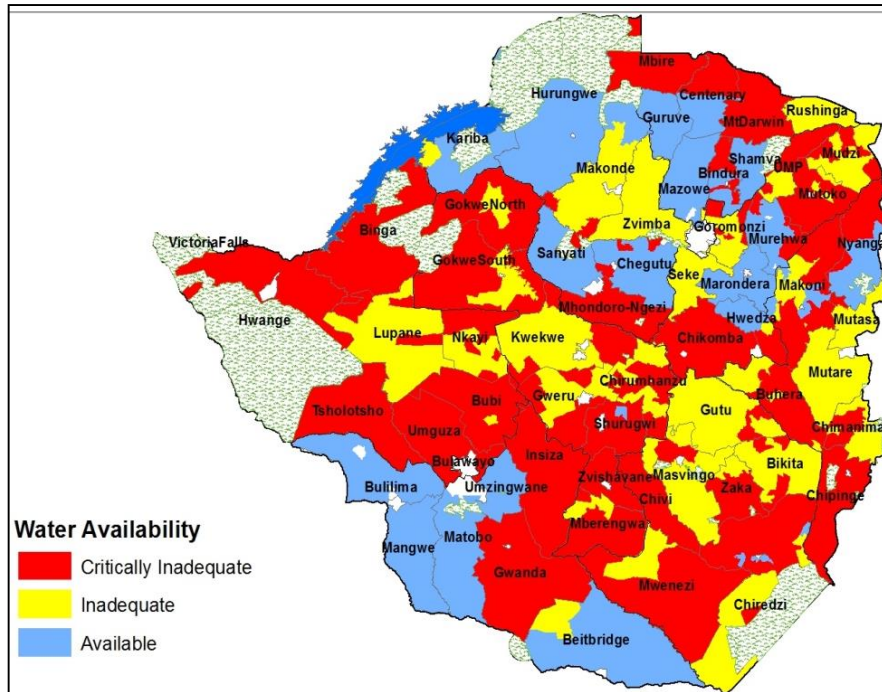 Mbire
Hurungwe
Centenary
Guruve
Rushinga
MtDarwin
Kariba
Shamva
Mudzi
UMP
Makonde
Bindura
Mutoko
Mazowe
GokweNorth
Zvimba
Goromonzi
Binga
Murehwa
Nyanga
VictoriaFalls
Sanyati
Chegutu
GokweSouth
Seke
Marondera
Makoni
Hwedza
Mhondoro-Ngezi
Mutasa
Hwange
Lupane
Nkayi
Kwekwe
Chikomba
Mutare
Chirumhanzu
Gweru
Bubi
Tsholotsho
Gutu
Buhera
Shurugwi
Chimanima
Umguza
Insiza
Bulawayo
Bikita
Zvishavane
Masvingo
Bulilima
Umzingwane
Zaka
Chipinge
Chivi
Mberengwa
Mangwe
Matobo
Gwanda
Mwenezi
Chiredzi
Beitbridge
Water Availability
Critically Inadequate
Inadequate
Available